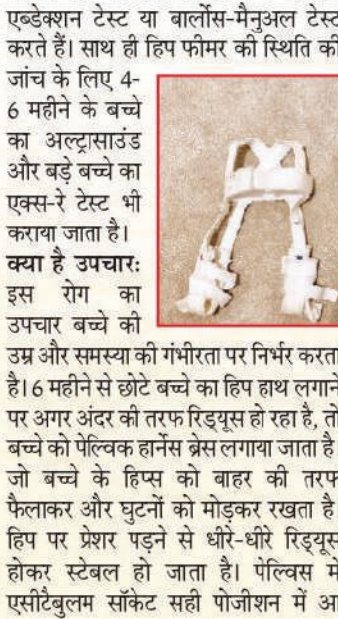 एब्डेक्शन टेस्ट या बार्लोस-मैनुअल टेस्ट
करते हैं। साथ ही हिप फीमर की स्थिति की
जांच के लिए 4-
6 महीने के बच्चे
का अल्ट्रासाउंड
और बड़े बच्चे का
एक्स-रे टेस्ट भी
कराया जाता है।
क्या है उपचारः
इस रोग का
उपचार बच्चे की
उम्र और समस्या की गंभीरता पर निर्भर करता
है। 6 महीने से छोटे बच्चे का हिप हाथ लगाने
पर अगर अंदर की तरफ रिड्यूस हो रहा है, तो
बच्चे को पेल्विक हार्नेस ब्रेस लगाया जाता है
जो बच्चे के हिप्स को बाहर की तरफ
फैलाकर और घुटनों को मोड़कर रखता है।
हिप पर प्रेशर पड़ने से धीरे-धीरे रिड्यूस
होकर स्टेबल हो जाता है। पेल्विस में
एसीटैबुलम सॉकेट सही पोजीशन में आ